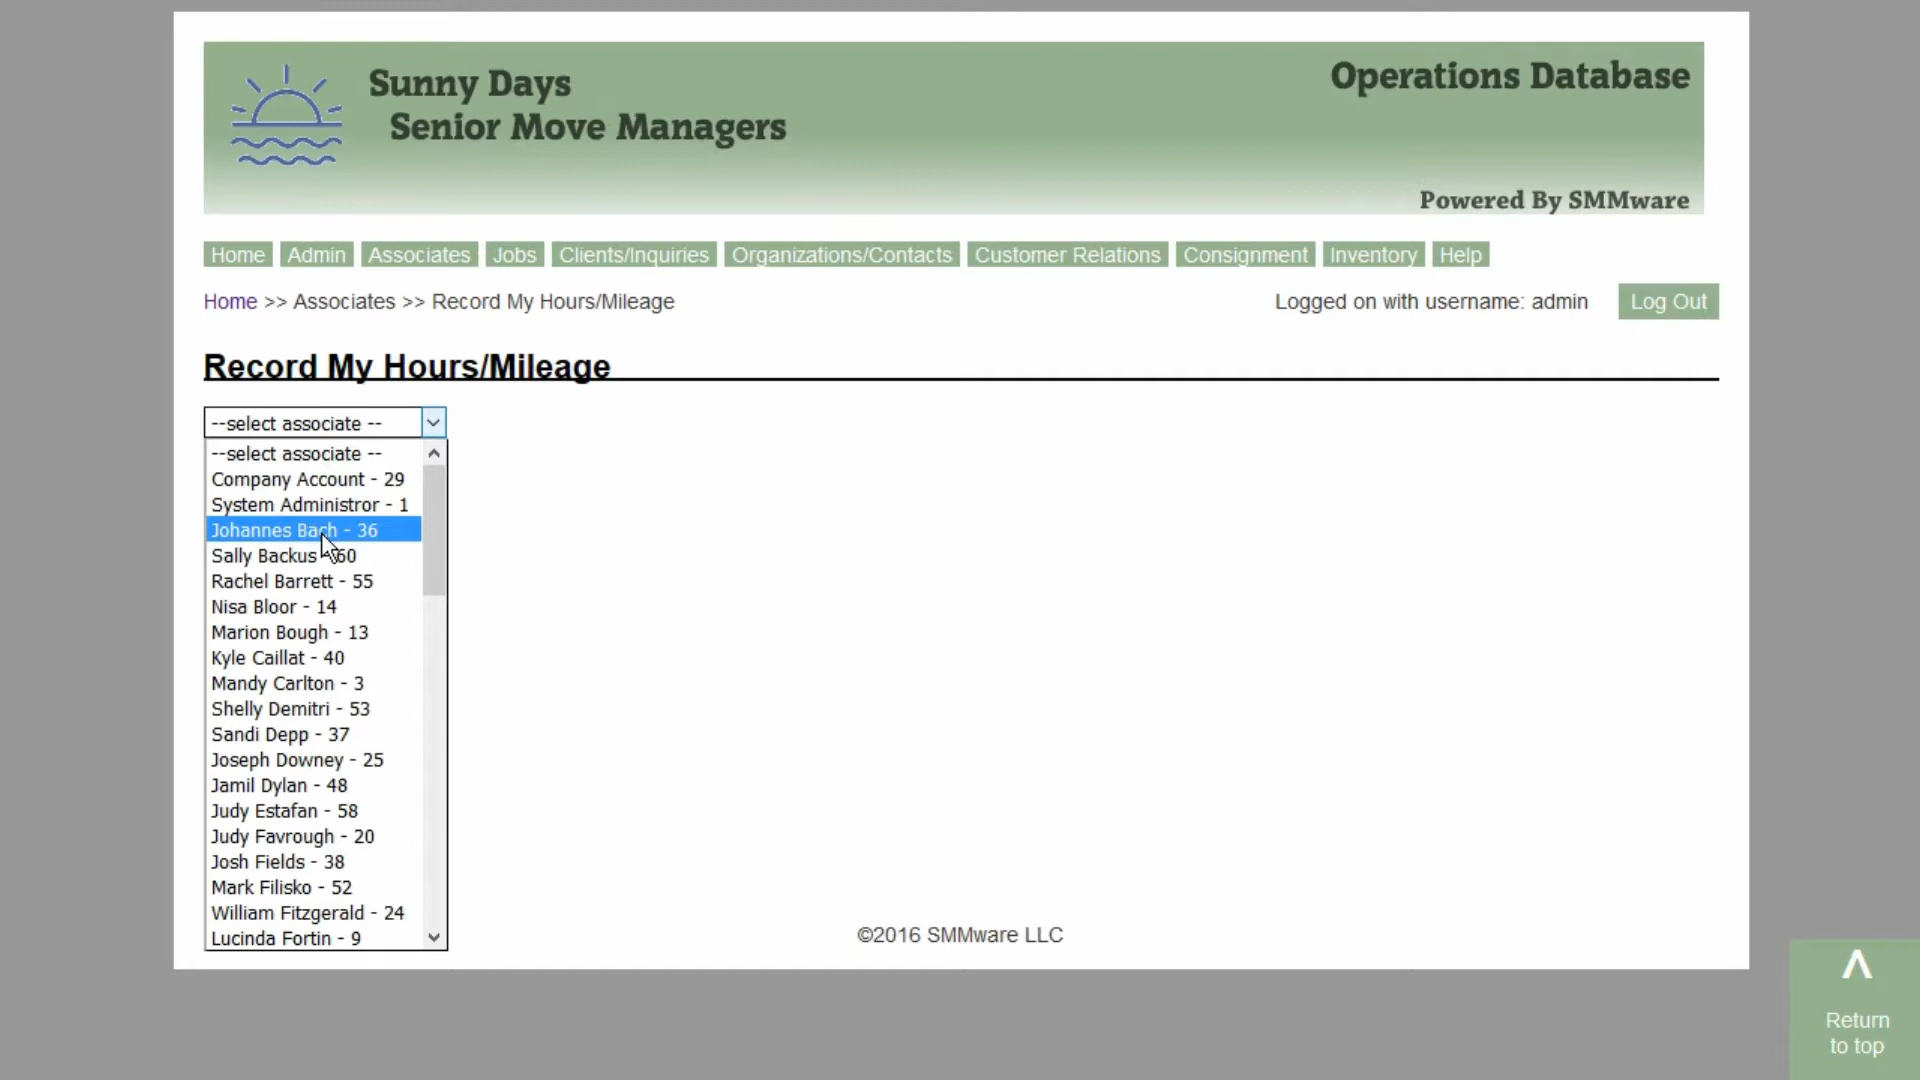 Sunny Days
Senior Move Managers
Operations Database
Powered By SMMware
Home Admin Associates Jobs Clients/Inquiries Organizations/Contacts Customer Relations Consignment Inventory Help
Home >> Associates >> Record My Hours/Mileage
Logged on with username: admin
Log Out
Record My Hours/Mileage
--select associate --
--select associate --
Company Account - 29
System Administror - 1
Johannes Bach - 36
Sally Backus - 60
Rachel Barrett - 55
Nisa Bloor - 14
Marion Bough - 13
Kyle Caillat - 40
Mandy Carlton - 3
Shelly Demitri - 53
Sandi Depp - 37
Joseph Downey - 25
Jamil Dylan - 48
Judy Estafan - 58
Judy Favrough - 20
Josh Fields - 38
Mark Filisko - 52
William Fitzgerald - 24
Lucinda Fortin - 9
©2016 SMMware LLC
Return
to top